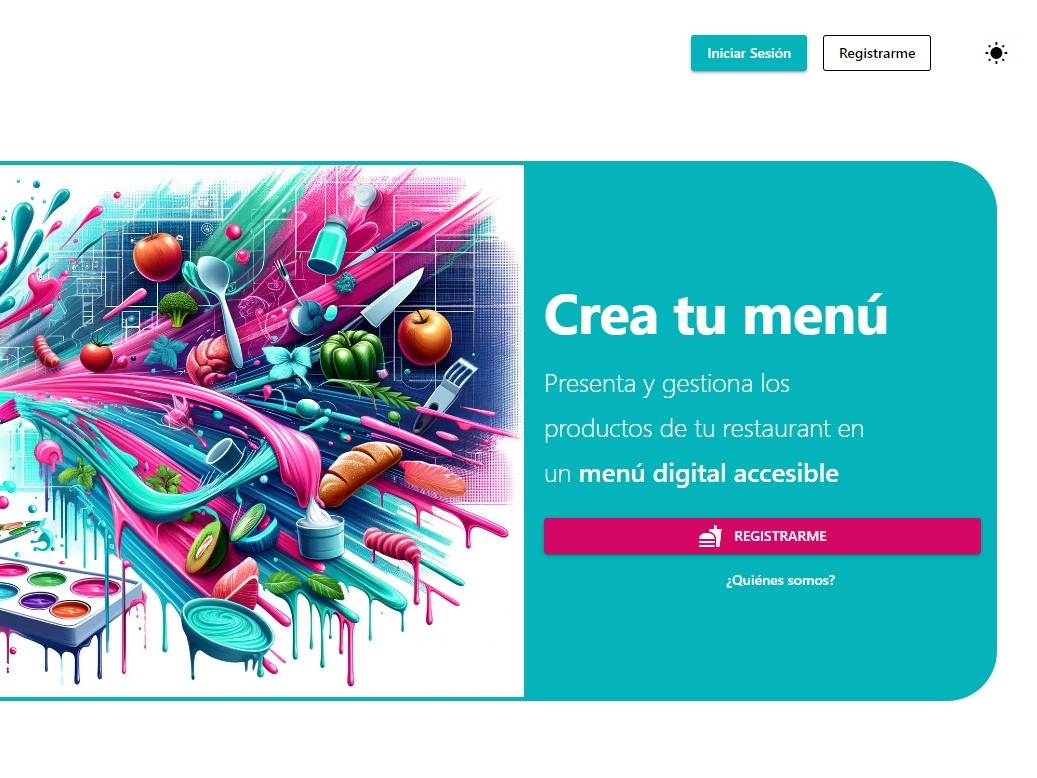 Iniciar Sesión
Registrarme
Crea tu menú
Presenta y gestiona los
productos de tu restaurant en
un menú digital accesible
REGISTRARME
¿Quiénes somos?